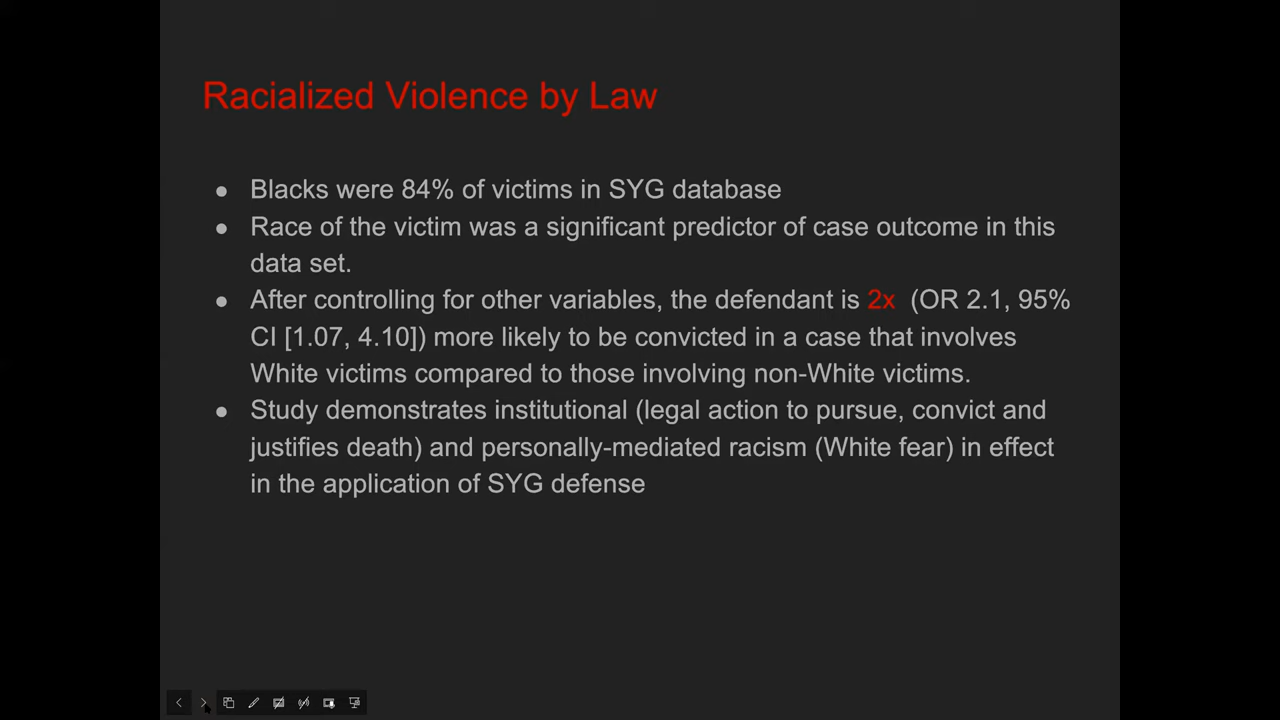 Racialized Violence by Law
● Blacks were 84% of victims in SYG database
● Race of the victim was a significant predictor of case outcome in this
data set.
● After controlling for other variables, the defendant is 2x (OR 2.1, 95%
CI [1.07, 4.10]) more likely to be convicted in a case that involves
White victims compared to those involving non-White victims.
● Study demonstrates institutional (legal action to pursue, convict and
justifies death) and personally-mediated racism (White fear) in effect
in the application of SYG defense